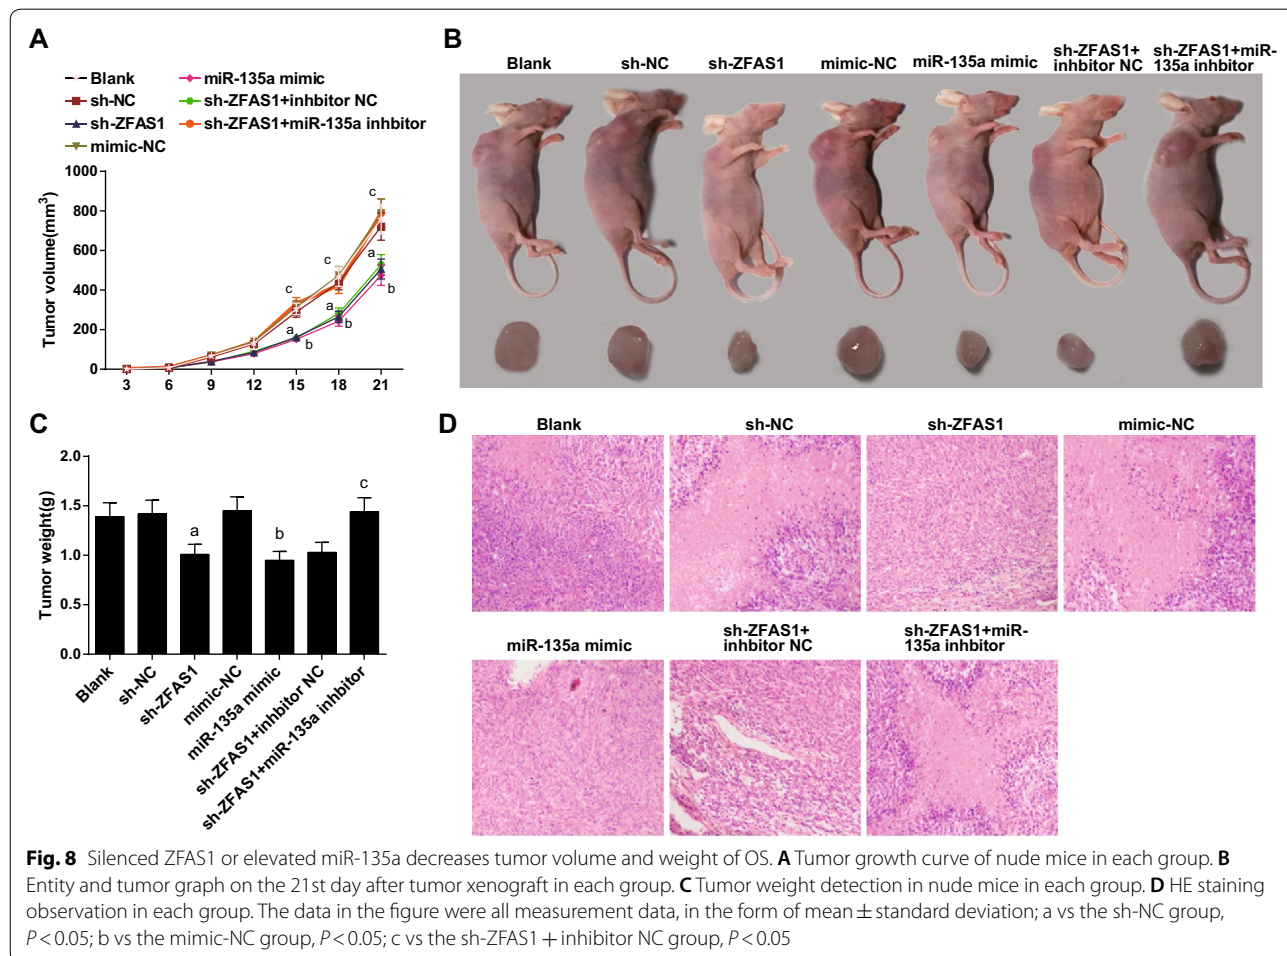 A
Blank
sh-NC
sh-ZFAS1
mimic-NC
miR-135a mimic
sh-ZFAS1+inhbitor NC
sh-ZFAS1+miR-135a inhbitor
Tumor volume(mm3)
1000
800
600
400
200
0
3 6 9 12 15 18 21
c
a
b
c
a
b
c
a
b
B
Blank
sh-NC
sh-ZFAS1
mimic-NC
miR-135a mimic
sh-ZFAS1+
inhbitor NC
sh-ZFAS1+miR-
135a inhibitor
C
Tumor weight(g)
2.0
1.5
1.0
0.5
0.0
a
b
c
Blank
sh-NC
sh-ZFAS1
mimic-NC
miR-135a mimic
sh-ZFAS1+inhbitor NC
sh-ZFAS1+miR-135a inhbitor
D
Blank
sh-NC
sh-ZFAS1
mimic-NC
miR-135a mimic
sh-ZFAS1+
inhbitor NC
sh-ZFAS1+miR-
135a inhbitor
Fig. 8 Silenced ZFAS1 or elevated miR-135a decreases tumor volume and weight of OS. A Tumor growth curve of nude mice in each group. B
Entity and tumor graph on the 21st day after tumor xenograft in each group. C Tumor weight detection in nude mice in each group. D HE staining
observation in each group. The data in the figure were all measurement data, in the form of mean ± standard deviation; a vs the sh-NC group,
P < 0.05; b vs the mimic-NC group, P < 0.05; c vs the sh-ZFAS1 + inhibitor NC group, P < 0.05